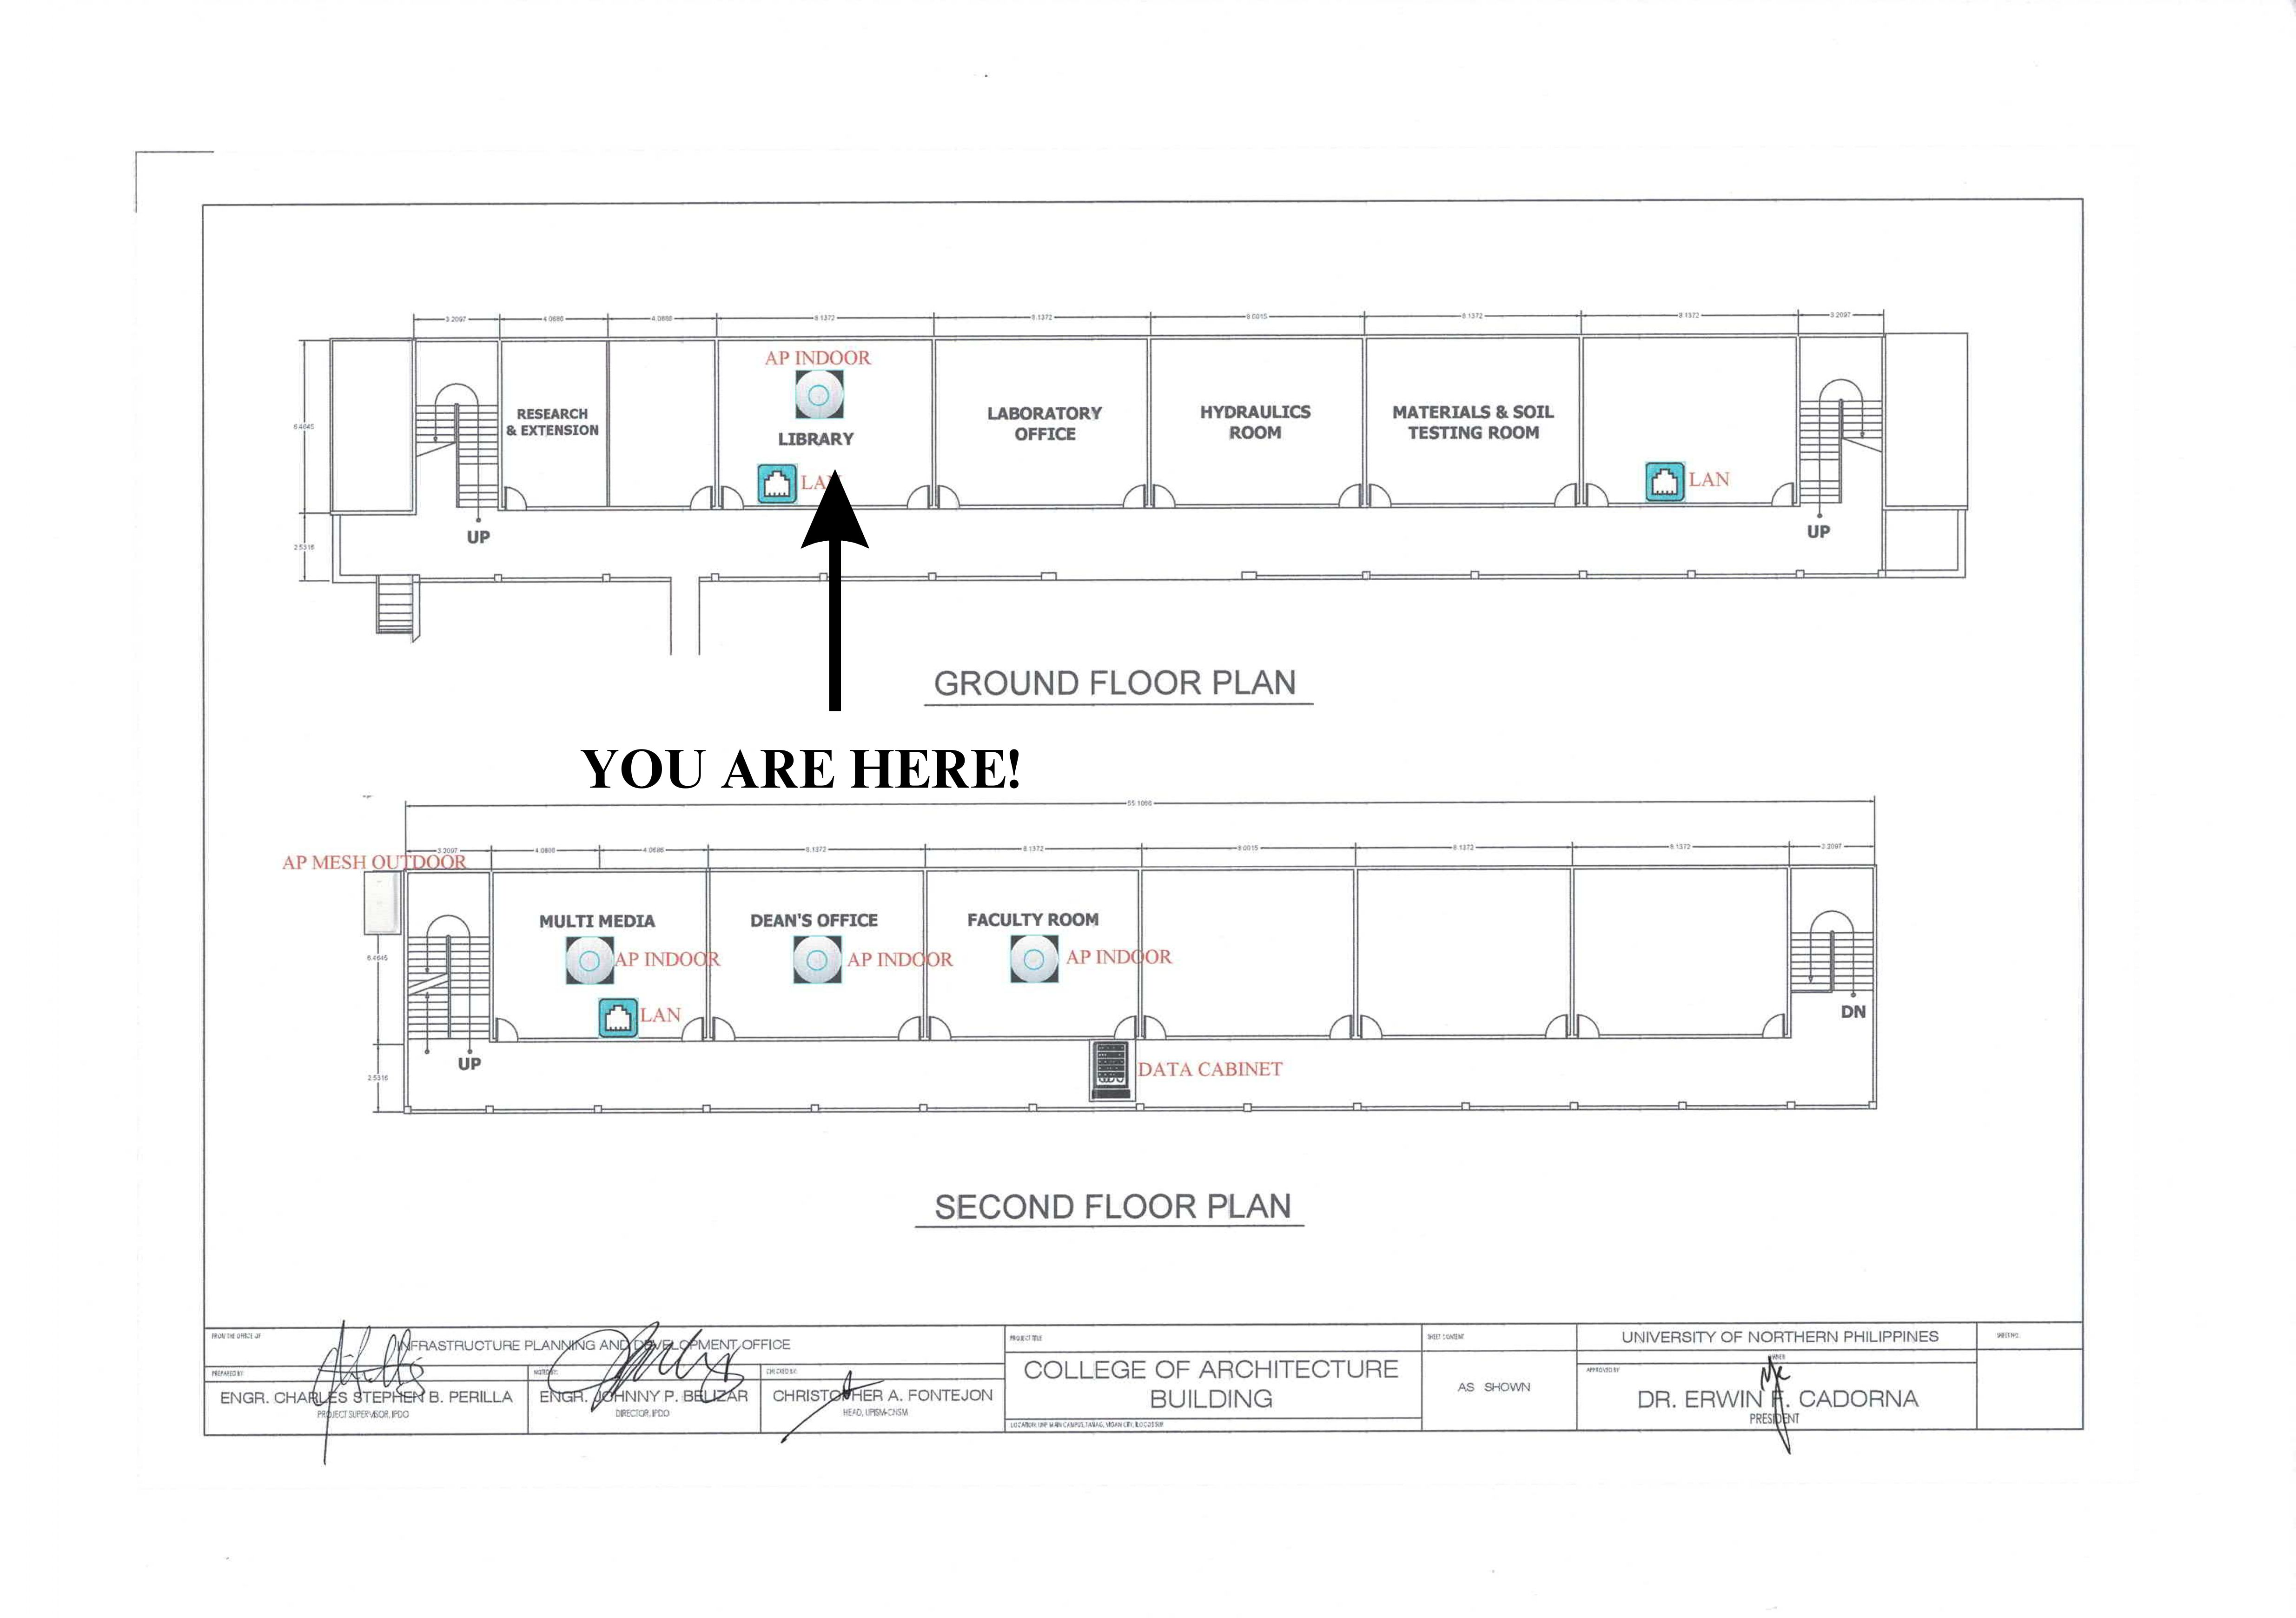 3.2097
4.0686
4.0686
8.1372
8.1372
8.0015
8.1372
8.1372
3.2097
6.4645
2.5316
AP INDOOR
RESEARCH
& EXTENSION
LIBRARY
LABORATORY
OFFICE
HYDRAULICS
ROOM
MATERIALS & SOIL
TESTING ROOM
LAN
UP
UP
GROUND FLOOR PLAN
YOU ARE HERE!
55.1006
3.2097
4.0686
4.0686
8.1372
8.1372
8.0015
8.1372
8.1372
3.2097
AP MESH OUTDOOR
6.4645
2.5316
MULTI MEDIA
DEAN'S OFFICE
FACULTY ROOM
AP INDOOR
AP INDOOR
AP INDOOR
LAN
DN
UP
DATA CABINET
SECOND FLOOR PLAN
FROM THE OFFICE OF
INFRASTRUCTURE PLANNING AND DEVELOPMENT OFFICE
PREPARED BY:
ENGR. CHARLES STEPHEN B. PERILLA
PROJECT SUPERVISOR, IPDO
NOTED BY:
ENGR. JOHNNY P. BELIZAR
DIRECTOR, IPDO
CHECKED BY:
CHRISTOPHER A. FONTEJON
HEAD, UPISM-CNSM
PROJECT TITLE
COLLEGE OF ARCHITECTURE
BUILDING
LOCATION: UNP MAIN CAMPUS, TAMAG, VIGAN CITY, ILOCOS SUR
SHEET CONTENT
AS SHOWN
UNIVERSITY OF NORTHERN PHILIPPINES
OWNER
APPROVED BY
DR. ERWIN F. CADORNA
PRESIDENT
SHEET NO.